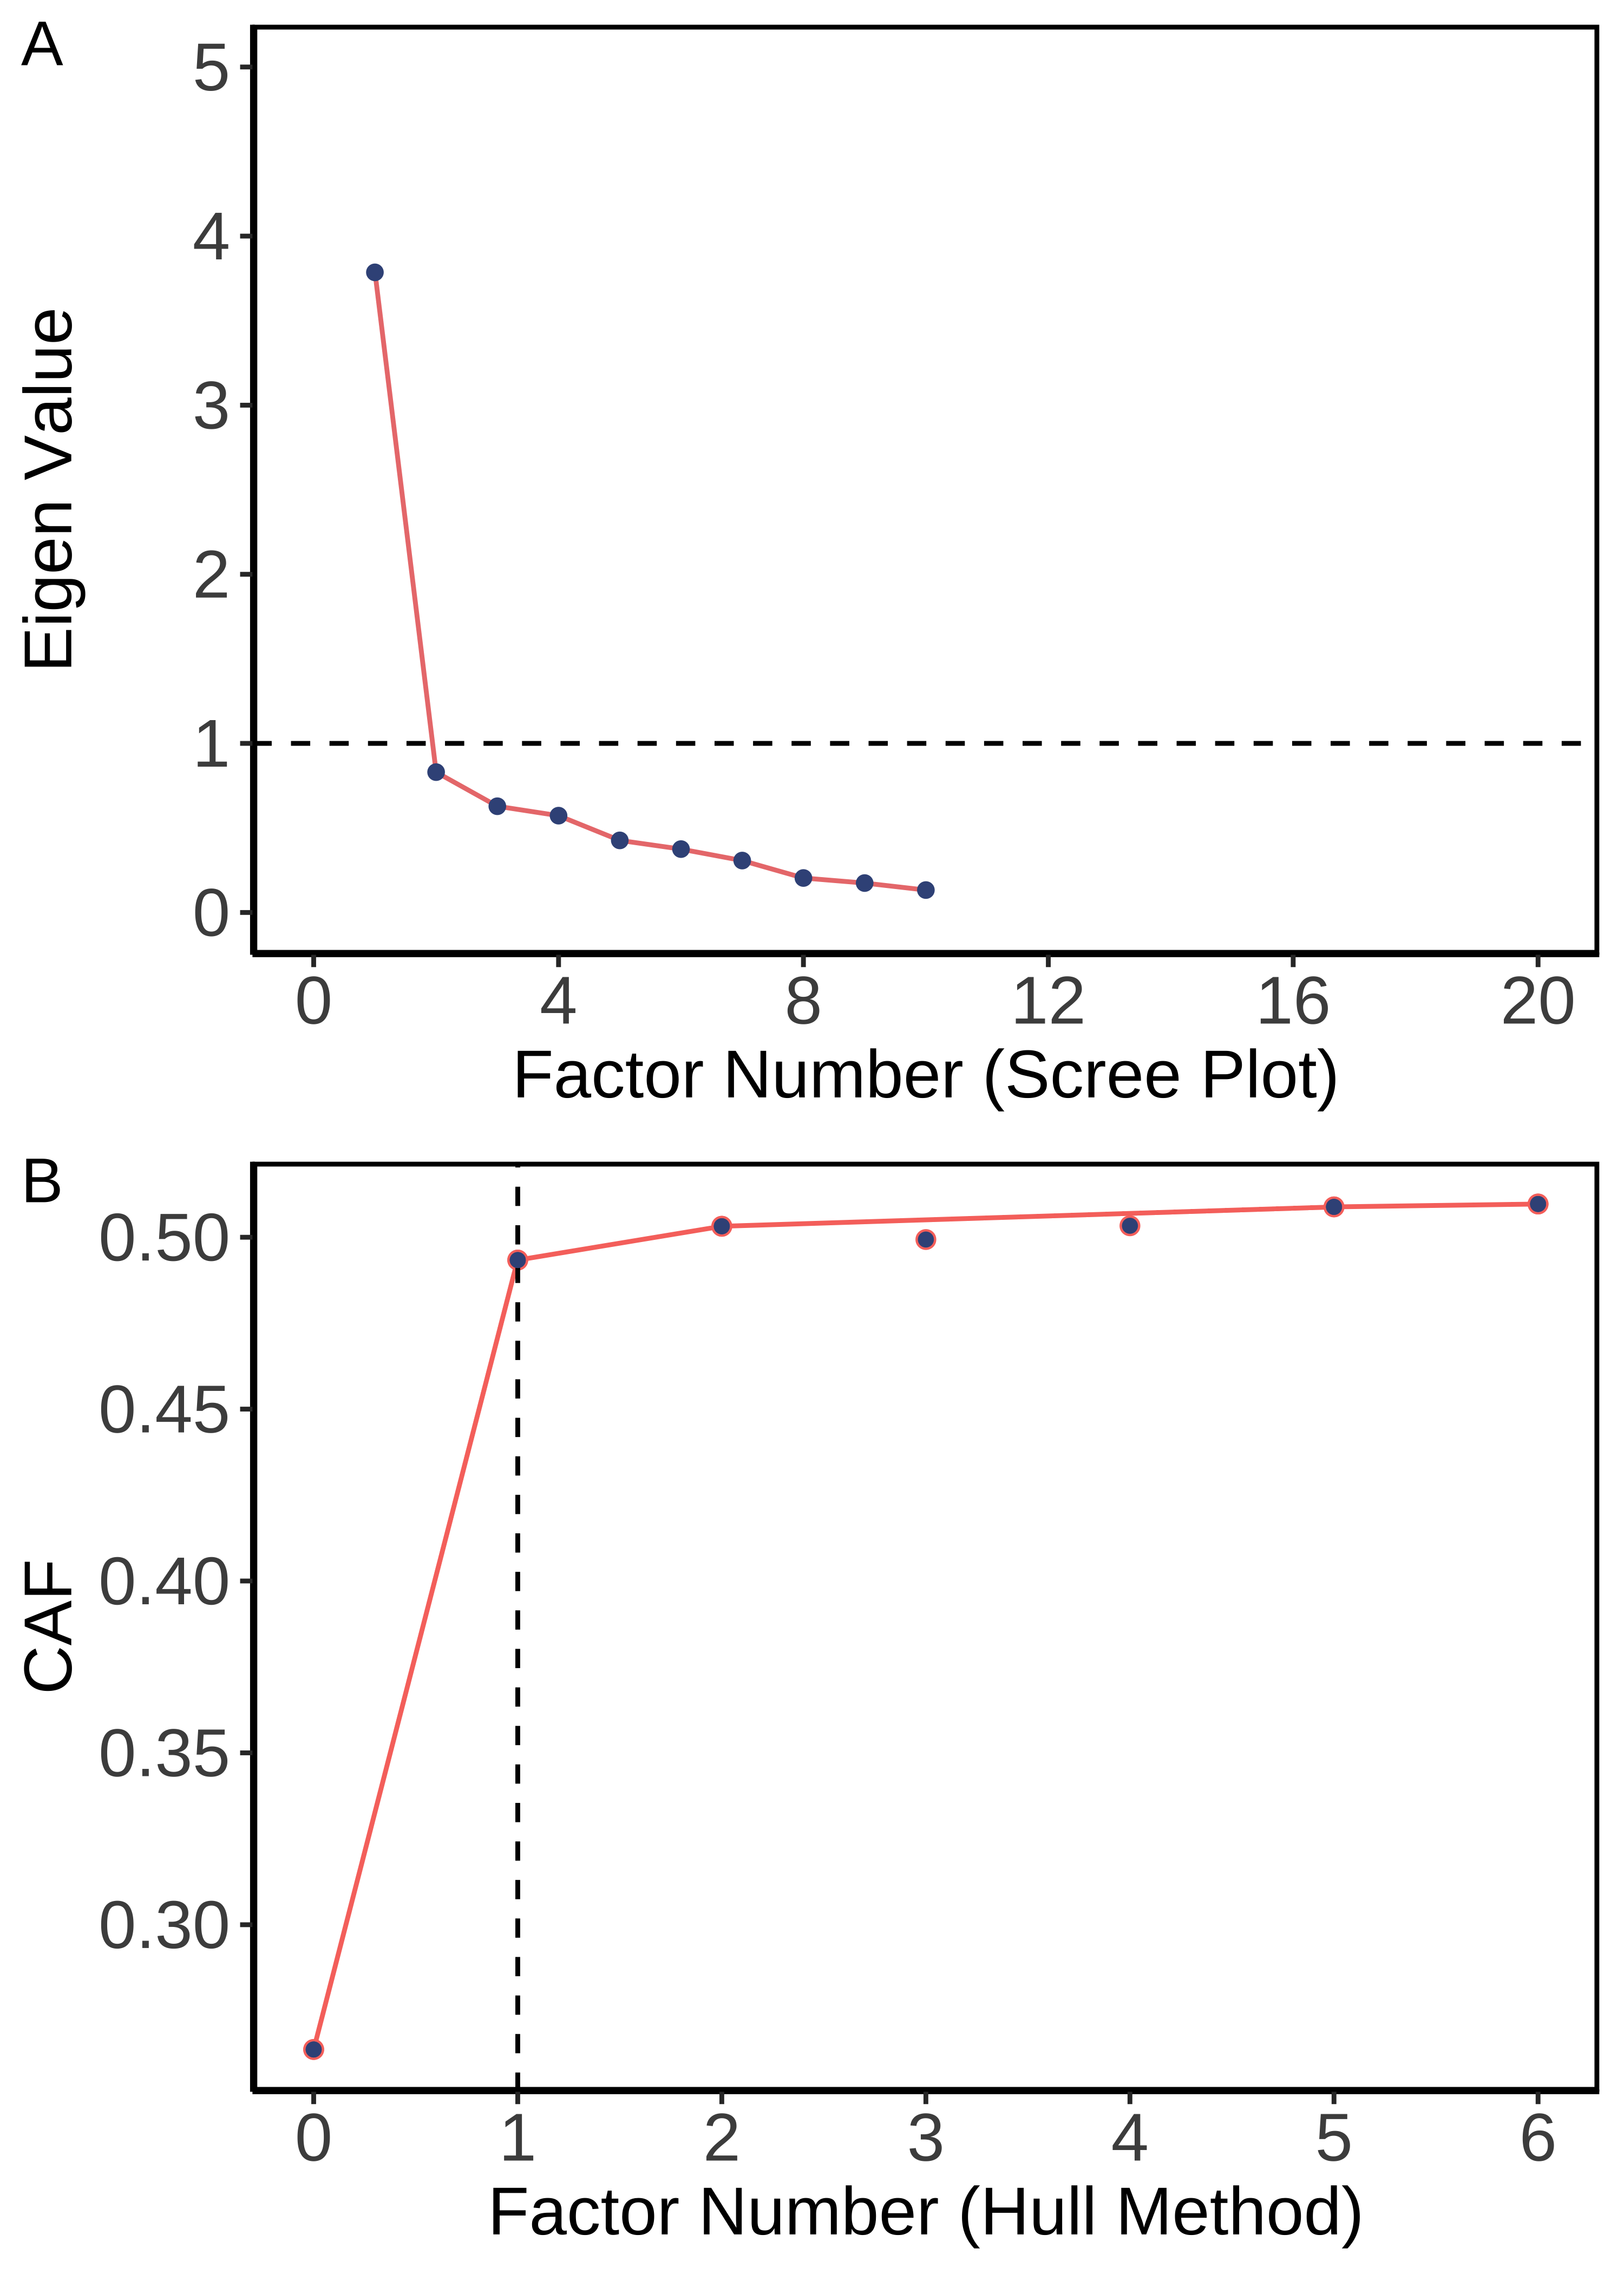 A
5
4
3
2
1
0
Eigen Value
0 4 8 12 16 20
Factor Number (Scree Plot)
B
0.50
0.45
0.40
0.35
0.30
CAF
0 1 2 3 4 5 6
Factor Number (Hull Method)